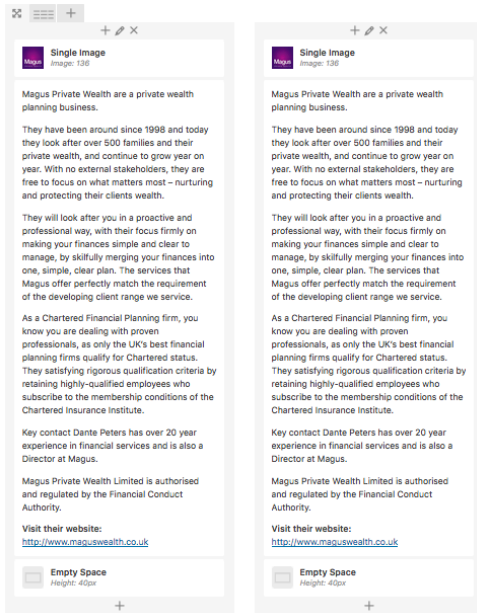 Magus
Single Image
Image: 136
Magus Private Wealth are a private wealth
planning business.
They have been around since 1998 and today
they look after over 500 families and their
private wealth, and continue to grow year on
year. With no external stakeholders, they are
free to focus on what matters most – nurturing
and protecting their clients wealth.
They will look after you in a proactive and
professional way, with their focus firmly on
making your finances simple and clear to
manage, by skilfully merging your finances into
one, simple, clear plan. The services that
Magus offer perfectly match the requirement
of the developing client range we service.
As a Chartered Financial Planning firm, you
know you are dealing with proven
professionals, as only the UK's best financial
planning firms qualify for Chartered status.
They satisfying rigorous qualification criteria by
retaining highly-qualified employees who
subscribe to the membership conditions of the
Chartered Insurance Institute.
Key contact Dante Peters has over 20 year
experience in financial services and is also a
Director at Magus.
Magus Private Wealth Limited is authorised
and regulated by the Financial Conduct
Authority.
Visit their website:
http://www.maguswealth.co.uk
Empty Space
Height: 40px
Magus
Single Image
Image: 136
Magus Private Wealth are a private wealth
planning business.
They have been around since 1998 and today
they look after over 500 families and their
private wealth, and continue to grow year on
year. With no external stakeholders, they are
free to focus on what matters most – nurturing
and protecting their clients wealth.
They will look after you in a proactive and
professional way, with their focus firmly on
making your finances simple and clear to
manage, by skilfully merging your finances into
one, simple, clear plan. The services that
Magus offer perfectly match the requirement
of the developing client range we service.
As a Chartered Financial Planning firm, you
know you are dealing with proven
professionals, as only the UK's best financial
planning firms qualify for Chartered status.
They satisfying rigorous qualification criteria by
retaining highly-qualified employees who
subscribe to the membership conditions of the
Chartered Insurance Institute.
Key contact Dante Peters has over 20 year
experience in financial services and is also a
Director at Magus.
Magus Private Wealth Limited is authorised
and regulated by the Financial Conduct
Authority.
Visit their website:
http://www.maguswealth.co.uk
Empty Space
Height: 40px